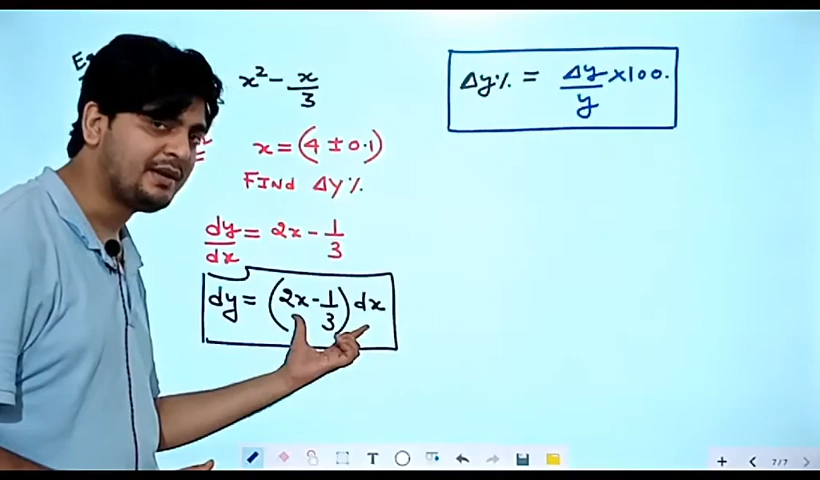 x² - x/3
Δy% = Δy/y × 100.
x = (4 ± 0.1)
FIND Δy%
dy/dx = 2x - 1/3
dy = (2x - 1/3) dx
T
7/7